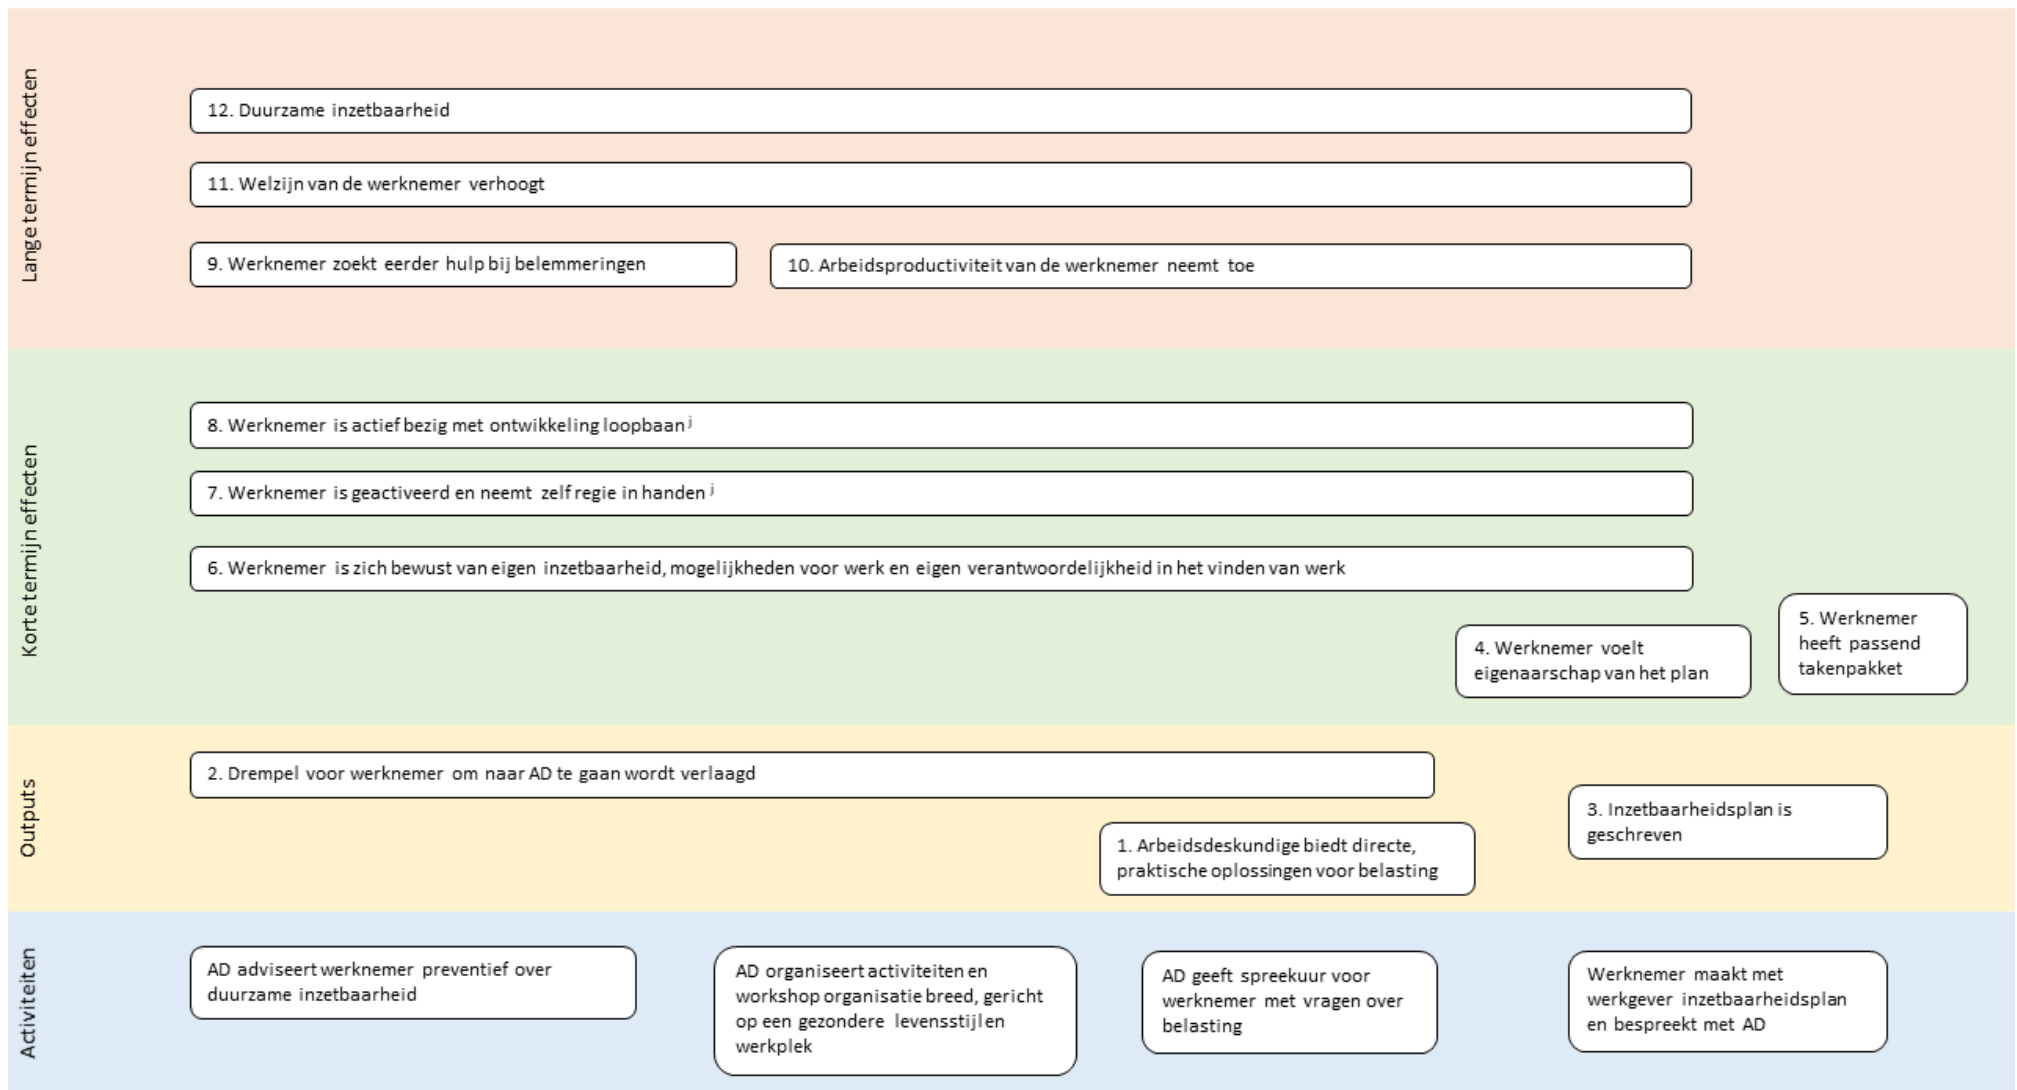 Lange termijn effecten
12. Duurzame inzetbaarheid
11. Welzijn van de werknemer verhoogt
9. Werknemer zoekt eerder hulp bij belemmeringen
10. Arbeidsproductiviteit van de werknemer neemt toe
Korte termijn effecten
8. Werknemer is actief bezig met ontwikkeling loopbaan j
7. Werknemer is geactiveerd en neemt zelf regie in handen j
6. Werknemer is zich bewust van eigen inzetbaarheid, mogelijkheden voor werk en eigen verantwoordelijkheid in het vinden van werk
4. Werknemer voelt
eigenaarschap van het plan
5. Werknemer
heeft passend
takenpakket
Outputs
2. Drempel voor werknemer om naar AD te gaan wordt verlaagd
1. Arbeidsdeskundige biedt directe,
praktische oplossingen voor belasting
3. Inzetbaarheidsplan is
geschreven
Activiteiten
AD adviseert werknemer preventief over
duurzame inzetbaarheid
AD organiseert activiteiten en
workshop organisatie breed, gericht
op een gezondere levensstijl en
werkplek
AD geeft spreekuur voor
werknemer met vragen over
belasting
Werknemer maakt met
werkgever inzetbaarheidsplan
en bespreekt met AD